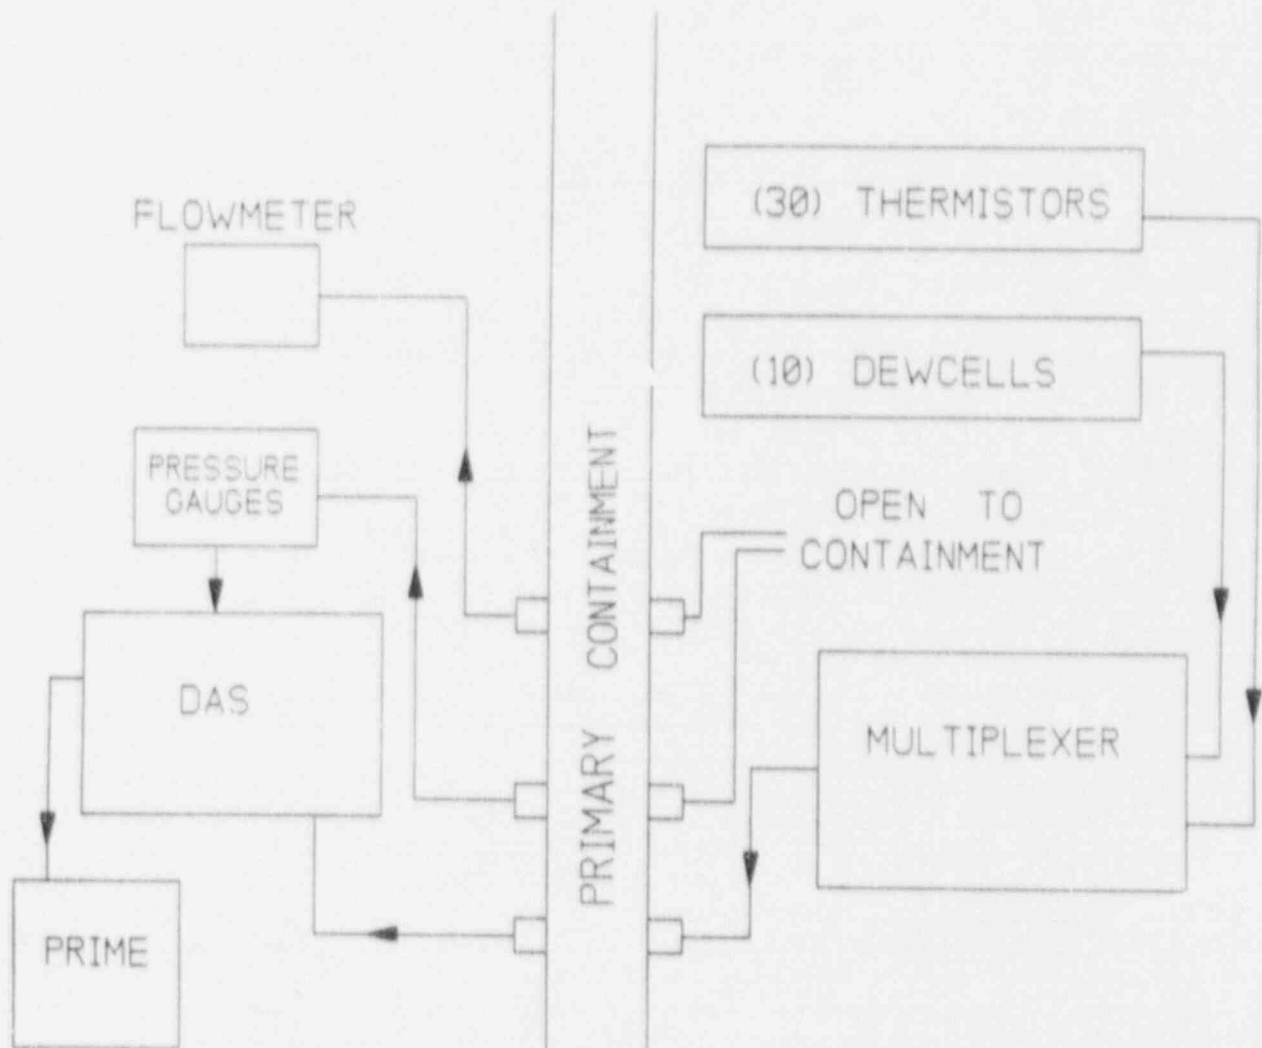 FLOWMETER
PRESSURE
GAUGES
DAS
PRIME
PRIMARY CONTAINMENT
(30) THERMISTORS
(10) DEWCELLS
OPEN TO
CONTAINMENT
MULTIPLEXER